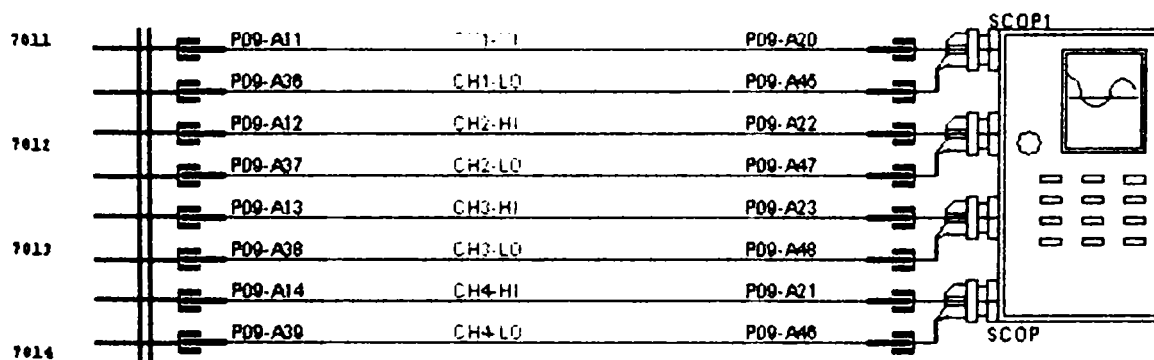 SCOP1
7011 P09-A11 P09-A20
P09-A36 CH1-LO P09-A45
P09-A12 CH2-HI P09-A22
7012
P09-A37 CH2-LO P09-A47
P09-A13 CH3-HI P09-A23
7013 P09-A38 CH3-LO P09-A48
P09-A14 CH4-HI P09-A21
P09-A39 CH4-LO P09-A46
SCOP
7014